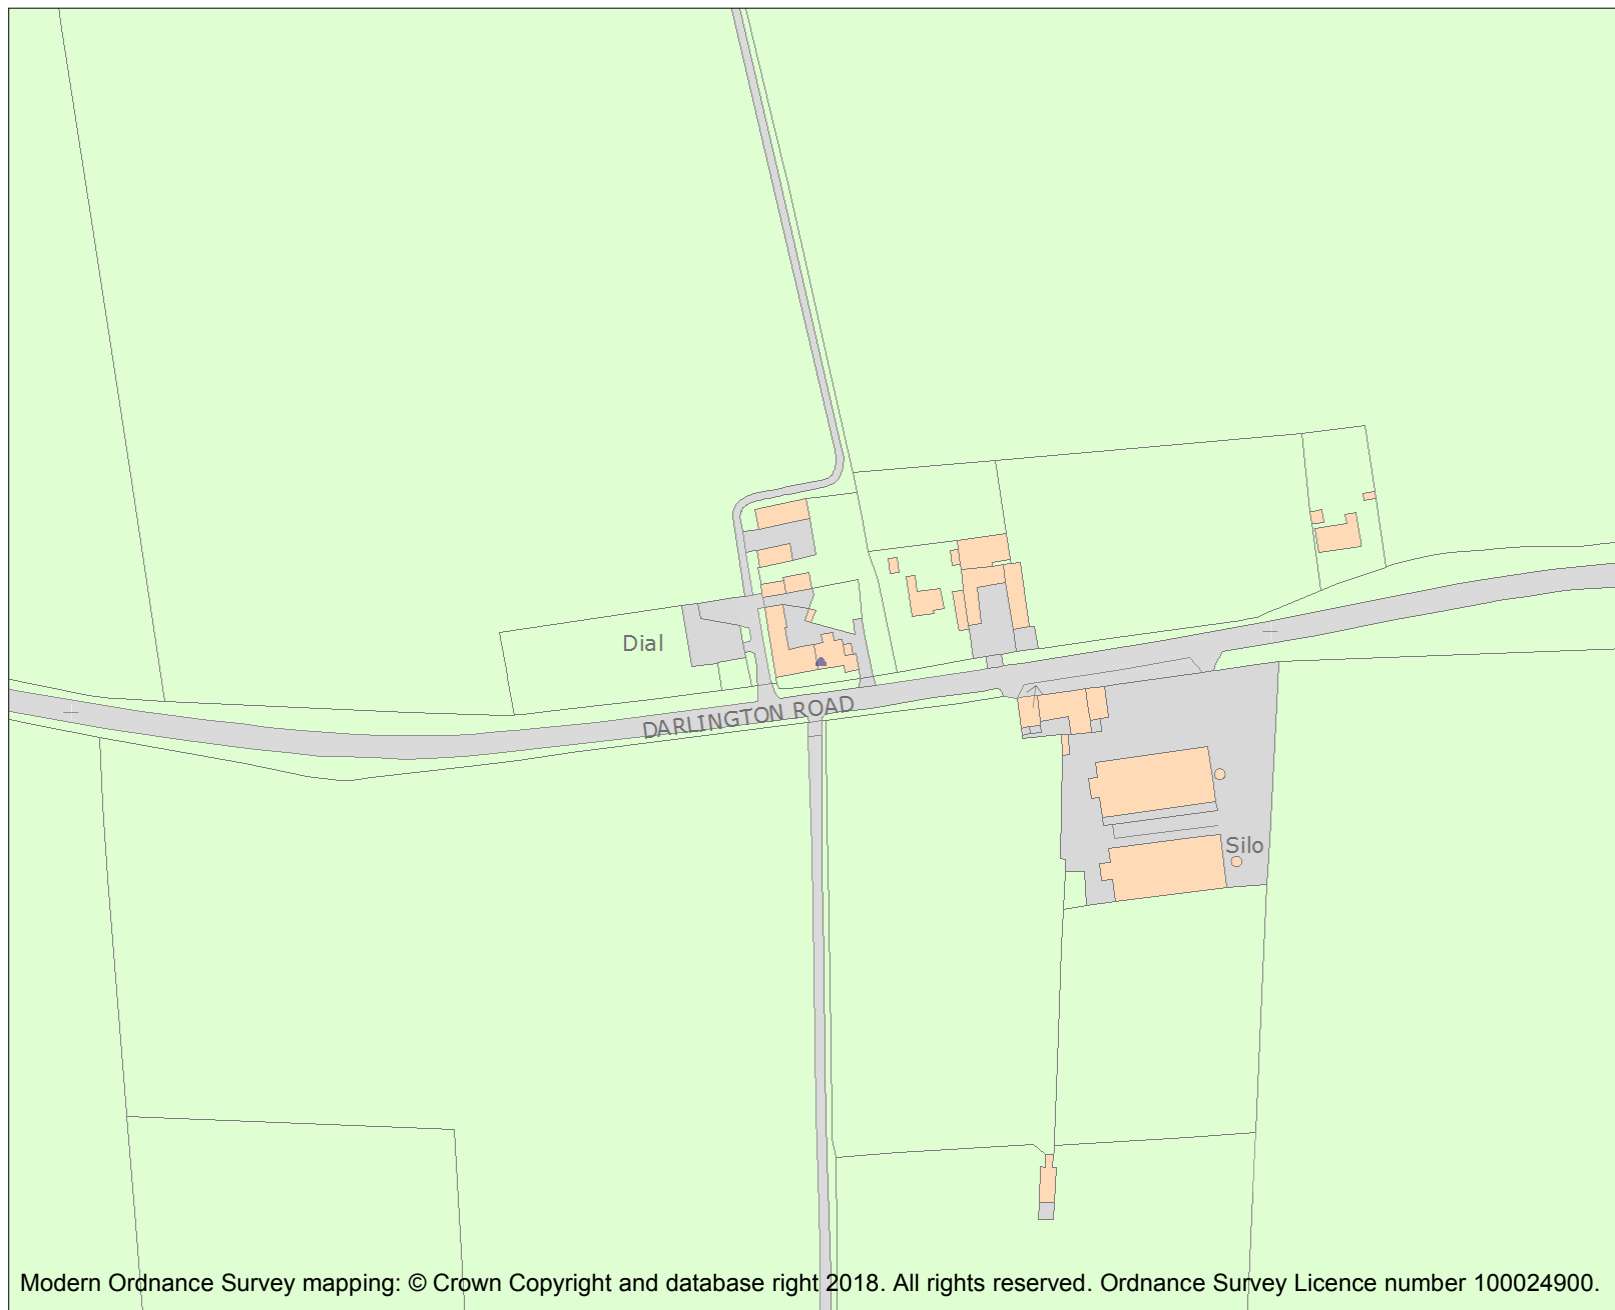 Dial
DARLINGTON ROAD
Silo
Modern Ordnance Survey mapping: © Crown Copyright and database right 2018. All rights reserved. Ordnance Survey Licence number 100024900.